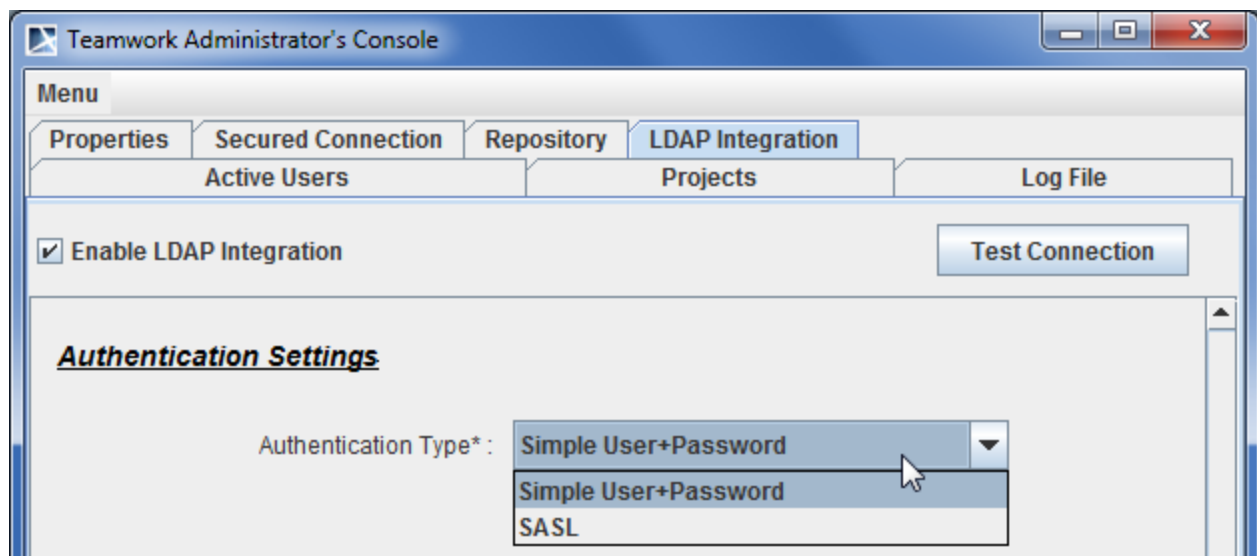 Teamwork Administrator's Console
Menu
Properties Secured Connection Repository LDAP Integration
Active Users Projects Log File
Enable LDAP Integration Test Connection
Authentication Settings
Authentication Type* : Simple User+Password
Simple User+Password
SASL